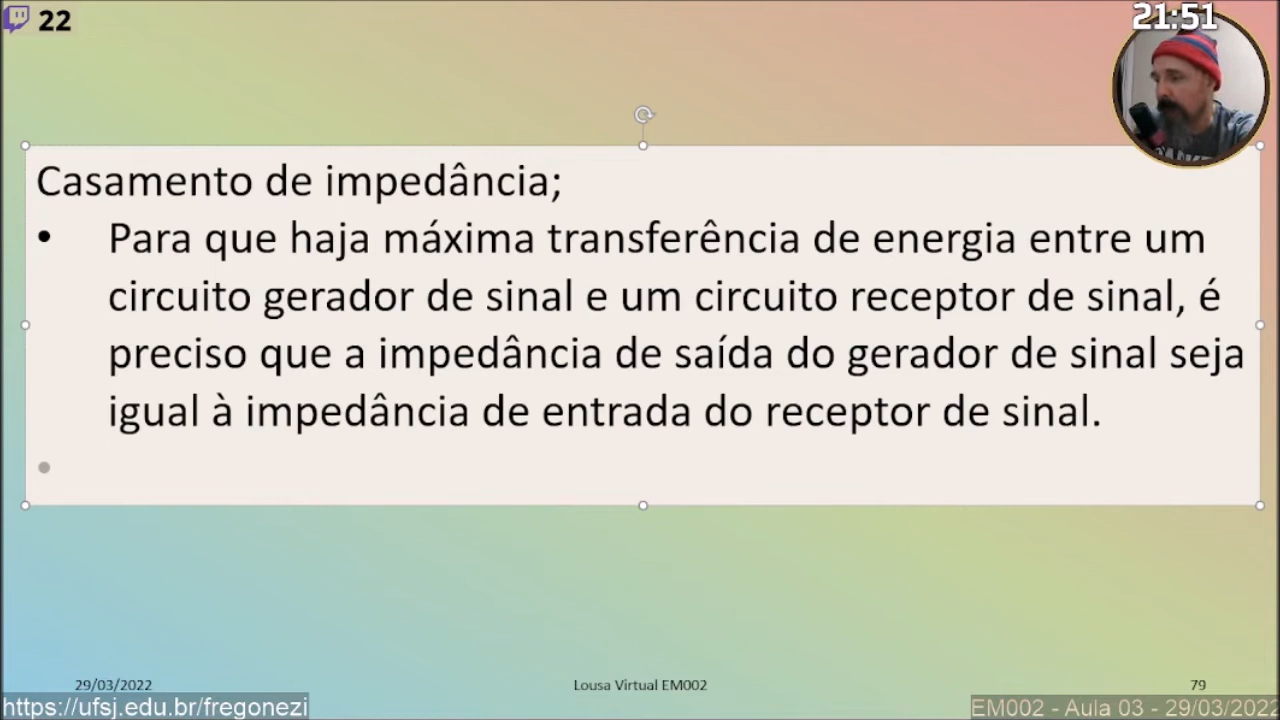 22
21:51
Casamento de impedância;
• Para que haja máxima transferência de energia entre um
circuito gerador de sinal e um circuito receptor de sinal, é
preciso que a impedância de saída do gerador de sinal seja
igual à impedância de entrada do receptor de sinal.
•
29/03/2022
Lousa Virtual EM002
79
https://ufsj.edu.br/fregonezi
EM002 - Aula 03 - 29/03/2022